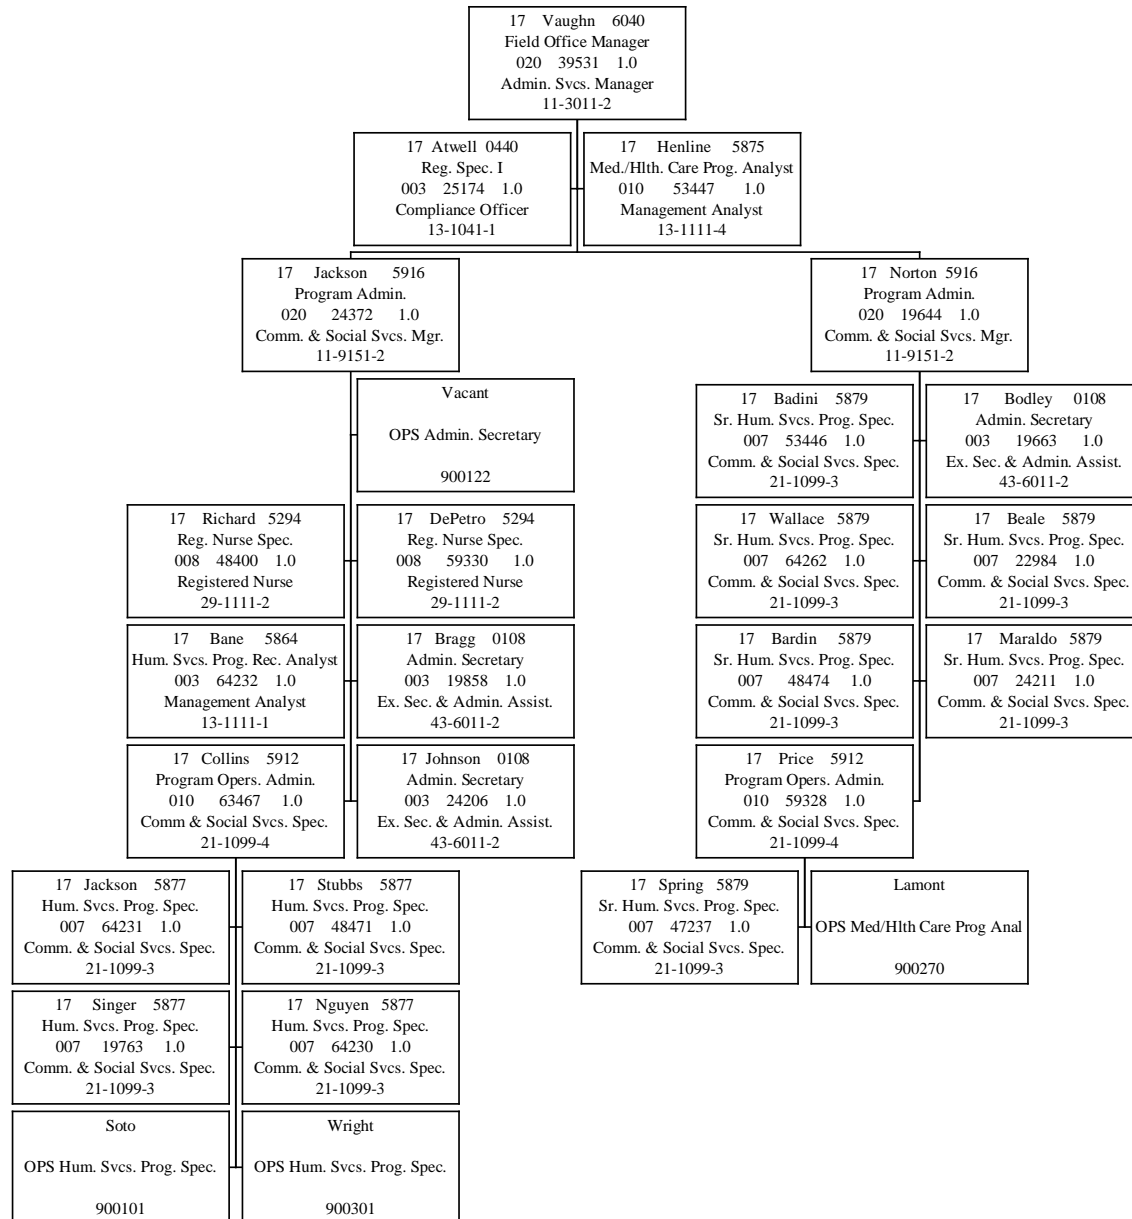 17 Vaughn 6040
Field Office Manager
020 39531 1.0
Admin. Svcs. Manager
11-3011-2
17 Atwell 0440
Reg. Spec. I
003 25174 1.0
Compliance Officer
13-1041-1
17 Henline 5875
Med./Hlth. Care Prog. Analyst
010 53447 1.0
Management Analyst
13-1111-4
17 Jackson 5916
Program Admin.
020 24372 1.0
Comm. & Social Svcs. Mgr.
11-9151-2
17 Norton 5916
Program Admin.
020 19644 1.0
Comm. & Social Svcs. Mgr.
11-9151-2
Vacant
OPS Admin. Secretary
900122
17 Badini 5879
Sr. Hum. Svcs. Prog. Spec.
007 53446 1.0
Comm. & Social Svcs. Spec.
21-1099-3
17 Bodley 0108
Admin. Secretary
003 19663 1.0
Ex. Sec. & Admin. Assist.
43-6011-2
17 Richard 5294
Reg. Nurse Spec.
008 48400 1.0
Registered Nurse
29-1111-2
17 DePetro 5294
Reg. Nurse Spec.
008 59330 1.0
Registered Nurse
29-1111-2
17 Wallace 5879
Sr. Hum. Svcs. Prog. Spec.
007 64262 1.0
Comm. & Social Svcs. Spec.
21-1099-3
17 Beale 5879
Sr. Hum. Svcs. Prog. Spec.
007 22984 1.0
Comm. & Social Svcs. Spec.
21-1099-3
17 Bane 5864
Hum. Svcs. Prog. Rec. Analyst
003 64232 1.0
Management Analyst
13-1111-1
17 Bragg 0108
Admin. Secretary
003 19858 1.0
Ex. Sec. & Admin. Assist.
43-6011-2
17 Bardin 5879
Sr. Hum. Svcs. Prog. Spec.
007 48474 1.0
Comm. & Social Svcs. Spec.
21-1099-3
17 Maraldo 5879
Sr. Hum. Svcs. Prog. Spec.
007 24211 1.0
Comm. & Social Svcs. Spec.
21-1099-3
17 Collins 5912
Program Opers. Admin.
010 63467 1.0
Comm & Social Svcs. Spec.
21-1099-4
17 Johnson 0108
Admin. Secretary
003 24206 1.0
Ex. Sec. & Admin. Assist.
43-6011-2
17 Price 5912
Program Opers. Admin.
010 59328 1.0
Comm. & Social Svcs. Spec.
21-1099-4
17 Jackson 5877
Hum. Svcs. Prog. Spec.
007 64231 1.0
Comm. & Social Svcs. Spec.
21-1099-3
17 Stubbs 5877
Hum. Svcs. Prog. Spec.
007 48471 1.0
Comm. & Social Svcs. Spec.
21-1099-3
17 Spring 5879
Sr. Hum. Svcs. Prog. Spec.
007 47237 1.0
Comm. & Social Svcs. Spec.
21-1099-3
Lamont
OPS Med/Hlth Care Prog Anal
900270
17 Singer 5877
Hum. Svcs. Prog. Spec.
007 19763 1.0
Comm. & Social Svcs. Spec.
21-1099-3
17 Nguyen 5877
Hum. Svcs. Prog. Spec.
007 64230 1.0
Comm. & Social Svcs. Spec.
21-1099-3
Soto
OPS Hum. Svcs. Prog. Spec.
900101
Wright
OPS Hum. Svcs. Prog. Spec.
900301